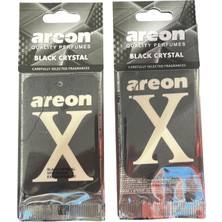 areon
QUALITY PERFUMES
BLACK CRYSTAL
CAREFULLY SELECTED FRAGRANCES
areon
X
areon
QUALITY PERFUMES
BLACK CRYSTAL
CAREFULLY SELECTED FRAGRANCES
areon
X